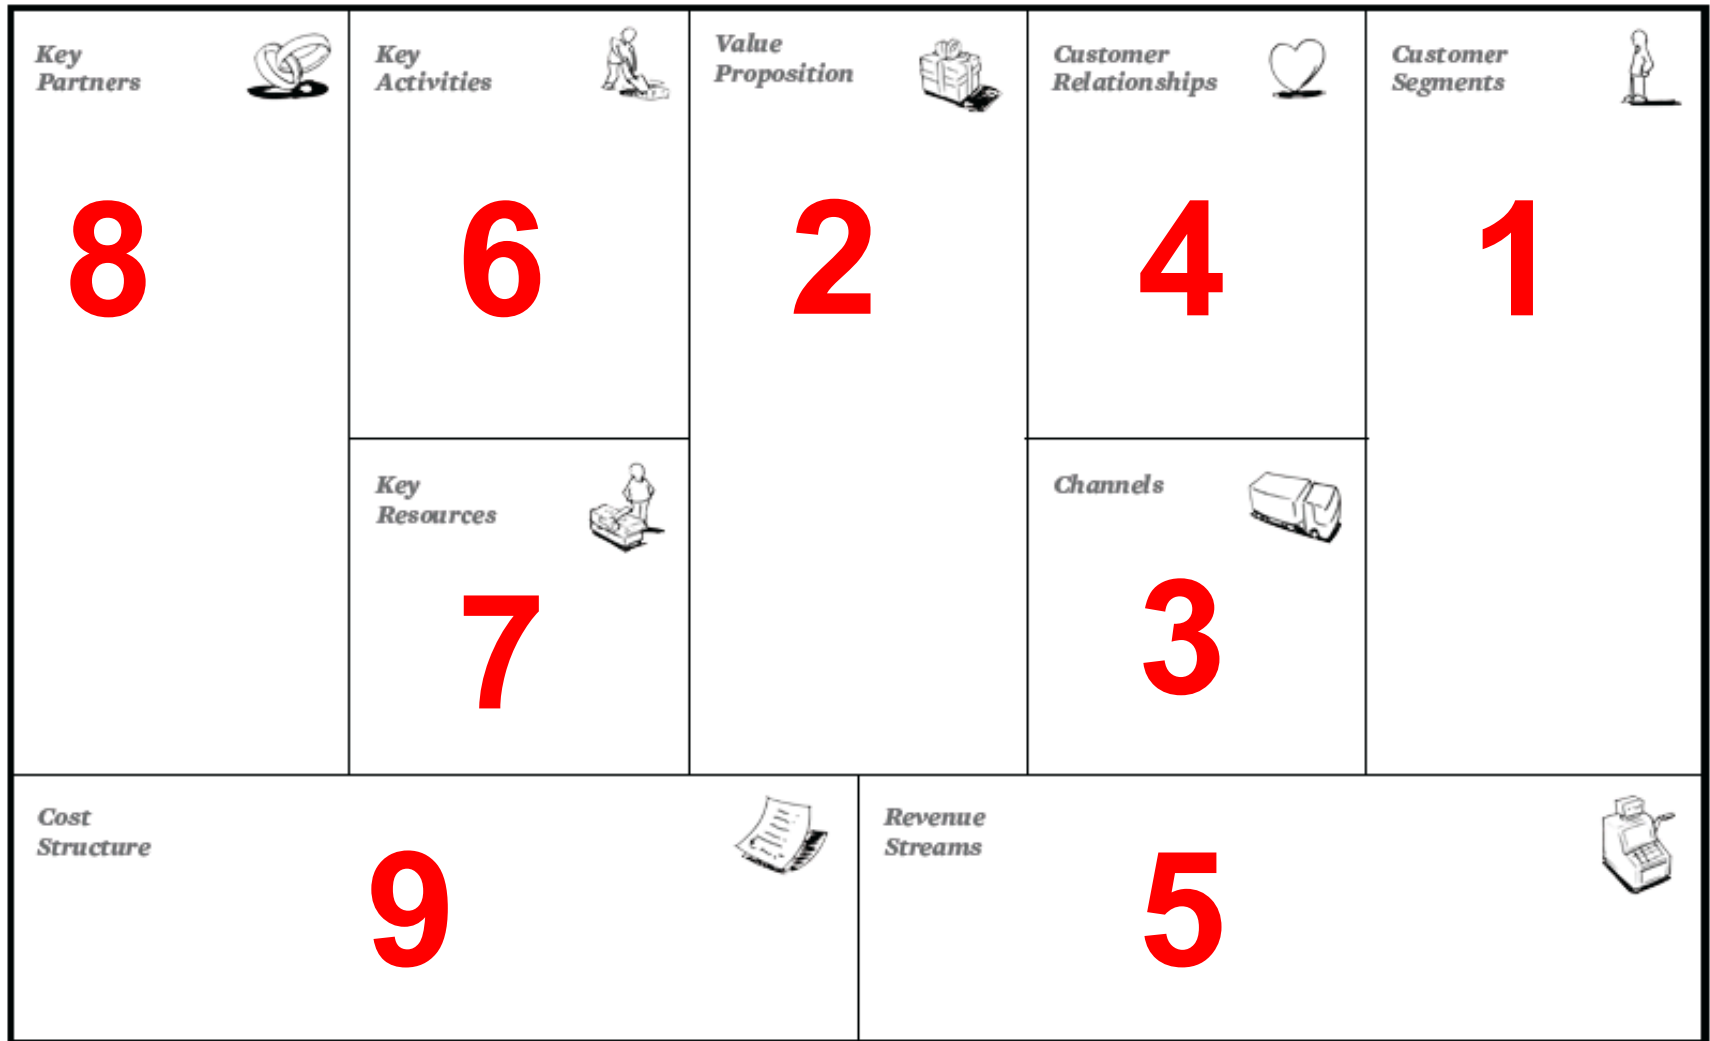 Key
Partners
8
Key
Activities
6
Value
Proposition
2
Customer
Relationships
4
Customer
Segments
1
Key
Resources
7
Channels
3
Cost
Structure
9
Revenue
Streams
5